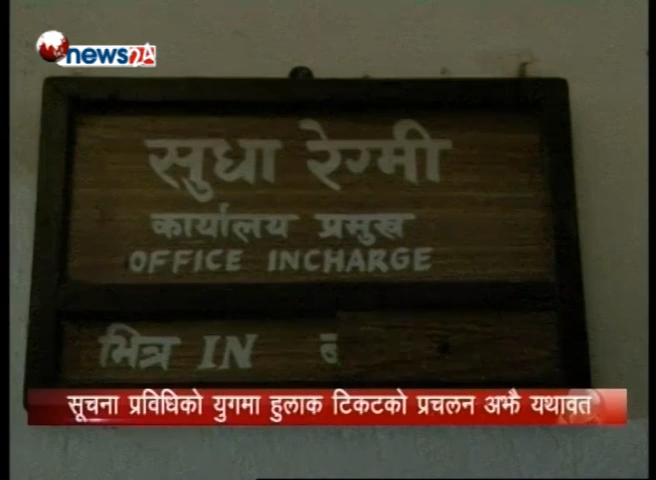 news24
सुधा रेग्मी
कार्यालय प्रमुख
OFFICE INCHARGE
भित्र IN
सूचना प्रविधिको युगमा हुलाक टिकटको प्रचलन अझै यथावत